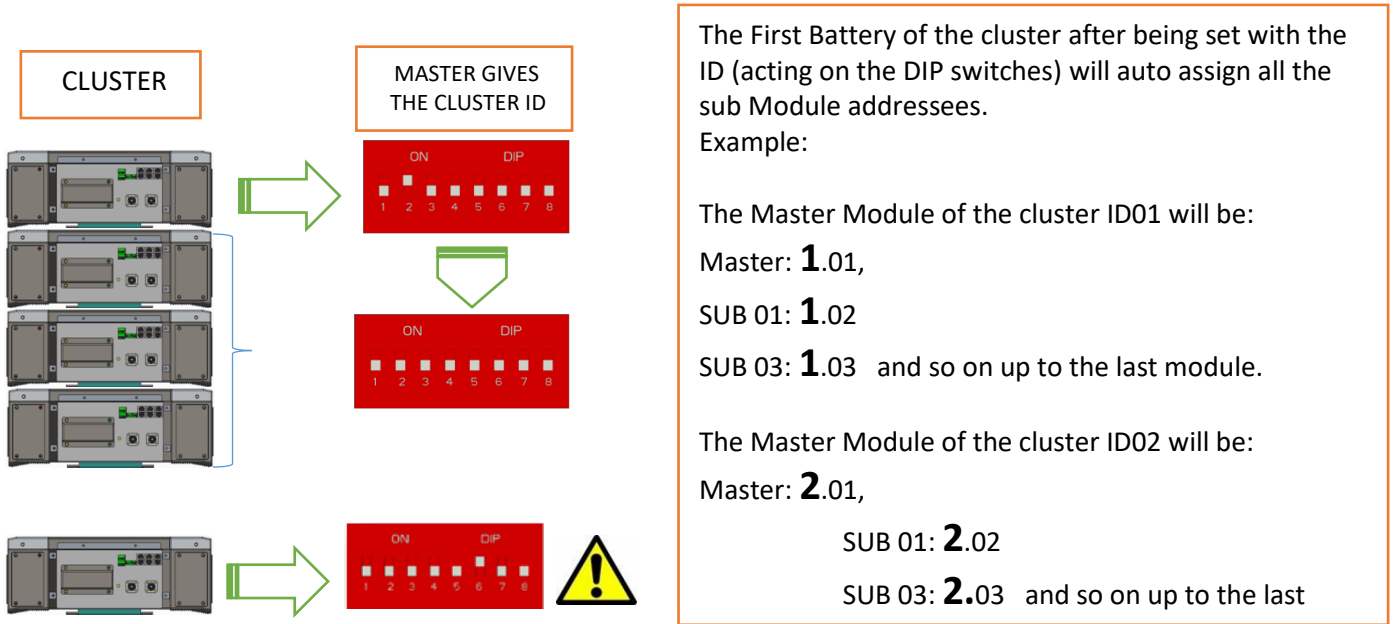 CLUSTER
MASTER GIVES
THE CLUSTER ID
ON DIP
1 2 3 4 5 6 7 8
ON DIP
1 2 3 4 5 6 7 8
ON DIP
1 2 3 4 5 6 7 8
The First Battery of the cluster after being set with the
ID (acting on the DIP switches) will auto assign all the
sub Module addressees.
Example:
The Master Module of the cluster ID01 will be:
Master: 1.01,
SUB 01: 1.02
SUB 03: 1.03 and so on up to the last module.
The Master Module of the cluster ID02 will be:
Master: 2.01,
SUB 01: 2.02
SUB 03: 2.03 and so on up to the last